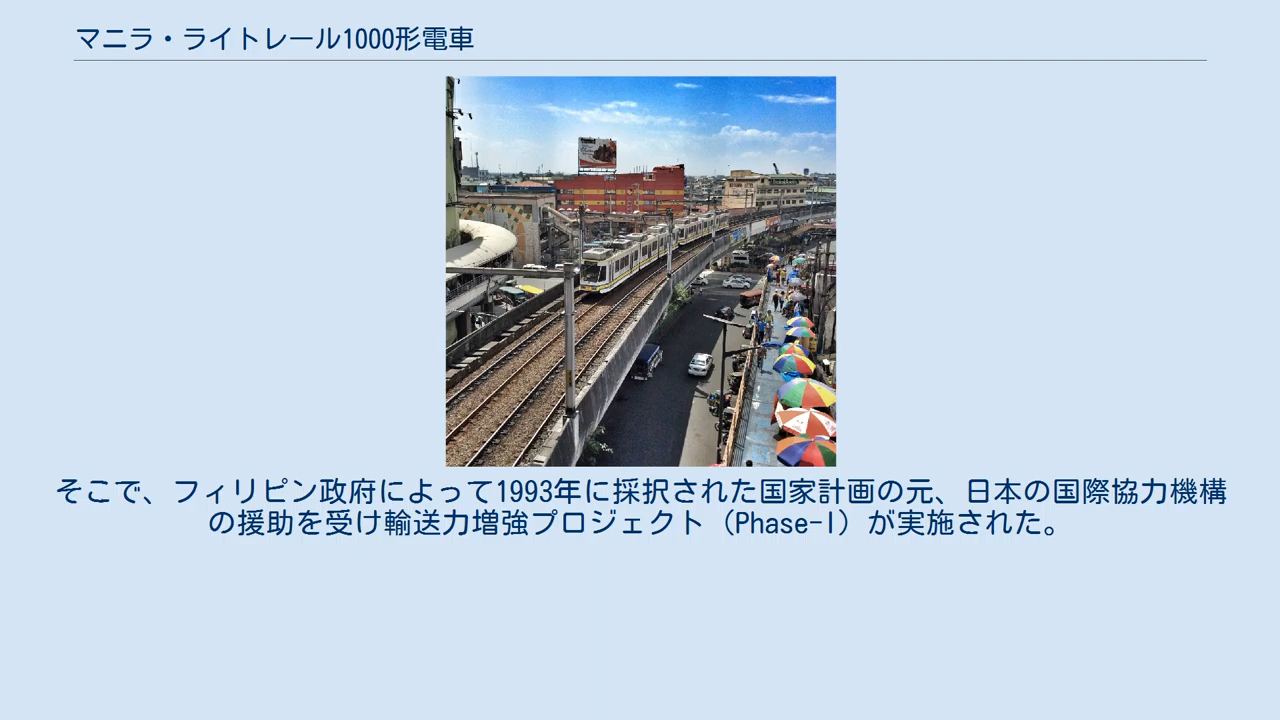 マニラ・ライトレール1000形電車
そこで、フィリピン政府によって1993年に採択された国家計画の元、日本の国際協力機構
の援助を受け輸送力増強プロジェクト（Phase-I）が実施された。